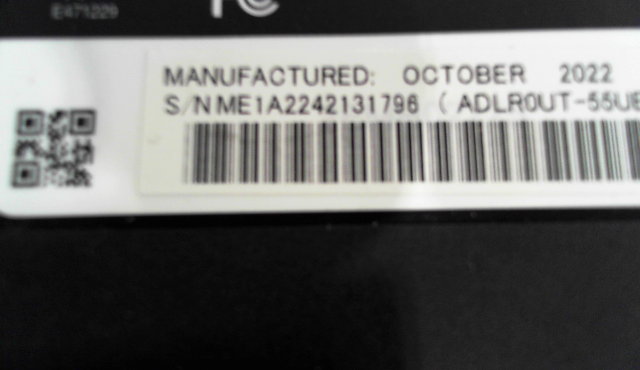 E471229
MANUFACTURED: OCTOBER 2022
S/N ME1A2242131796 ( ADLR0UT-55UE